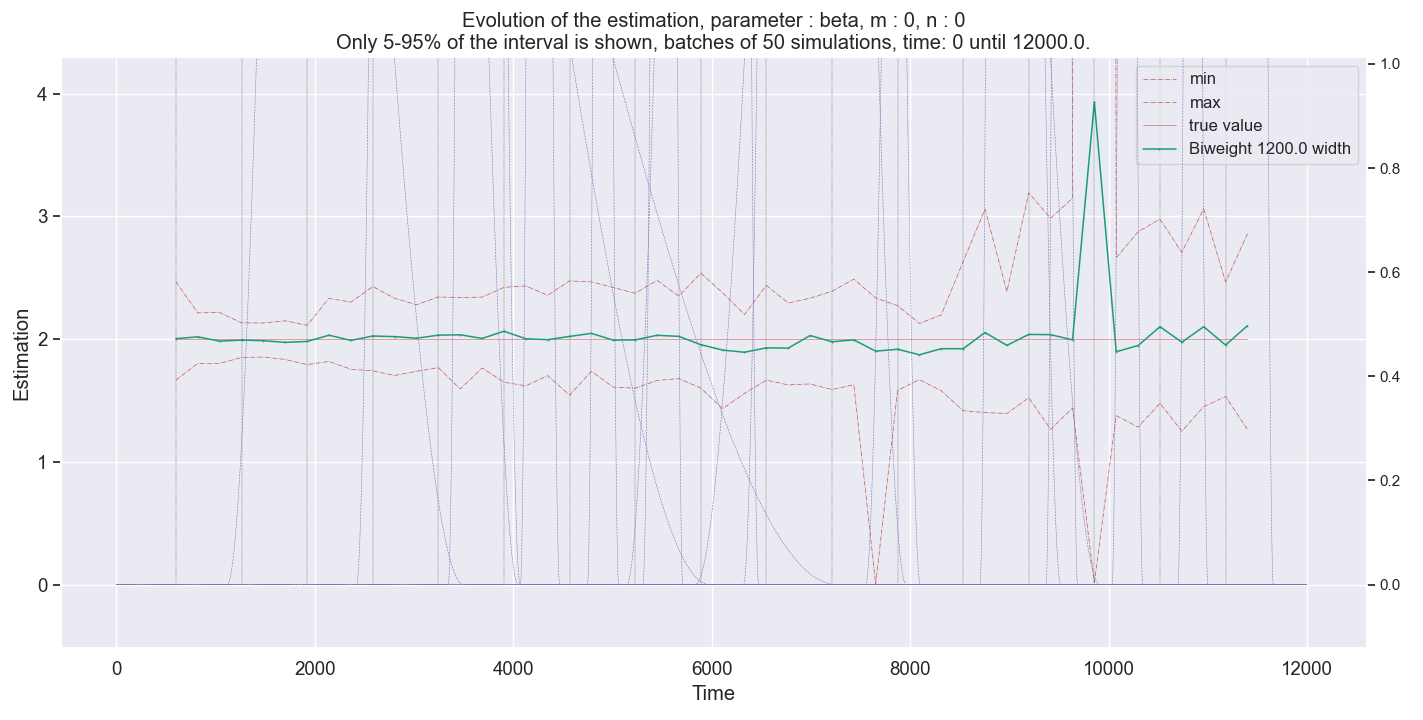 Evolution of the estimation, parameter : beta, m : 0, n : 0
Only 5-95% of the interval is shown, batches of 50 simulations, time: 0 until 12000.0.
min
max
true value
Biweight 1200.0 width
Estimation
4
3
2
1
0
1.0
0.8
0.6
0.4
0.2
0.0
0 2000 4000 6000 8000 10000 12000
Time